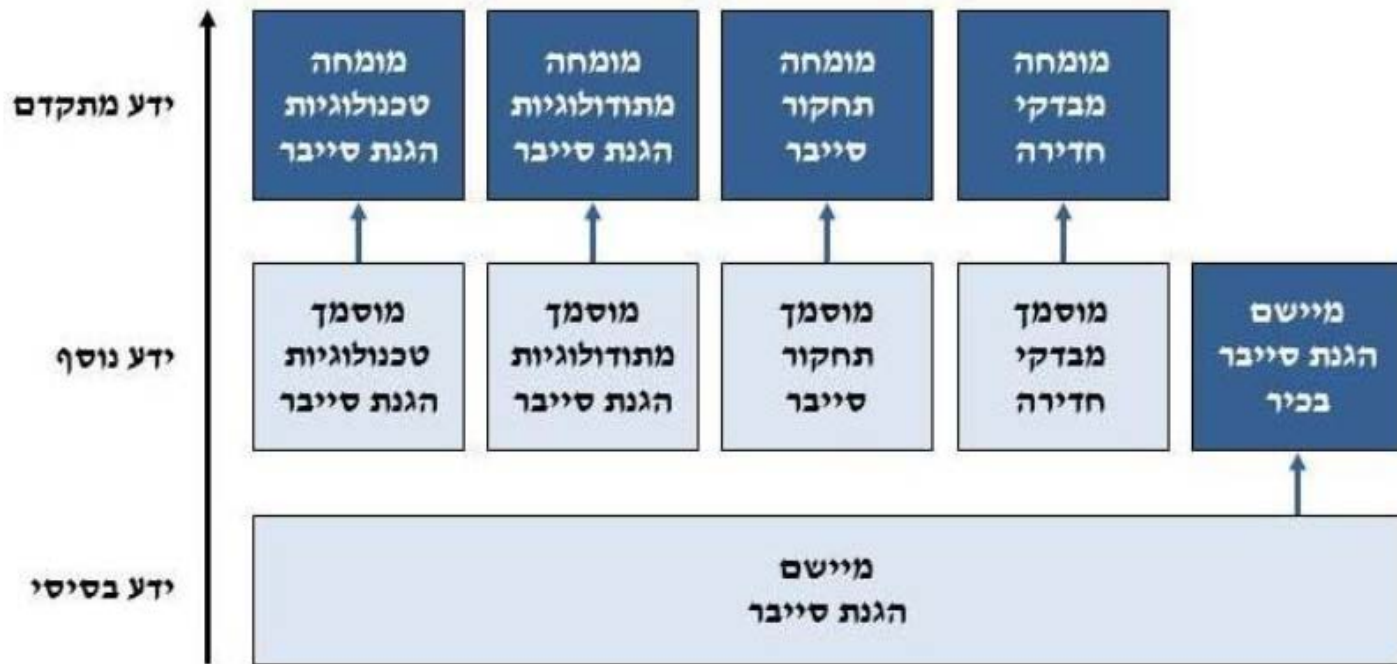 ידע מתקדם
מומחה
טכנולוגיות
הגנת סייבר
מומחה
מתודולוגיות
הגנת סייבר
מומחה
תחקור
סייבר
מומחה
מבדקי
חדירה
ידע נוסף
מוסמך
טכנולוגיות
הגנת סייבר
מוסמך
מתודולוגיות
הגנת סייבר
מוסמך
תחקור
סייבר
מוסמך
מבדקי
חדירה
מיישם
הגנת סייבר
בכיר
ידע בסיסי
מיישם
הגנת סייבר